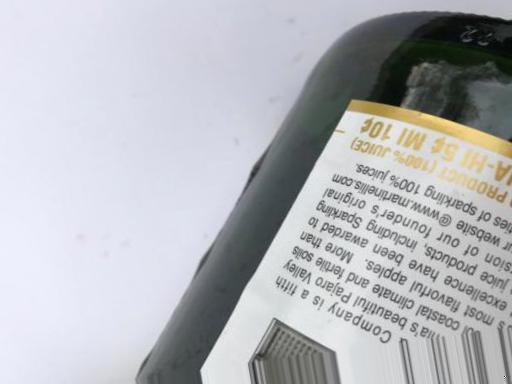 Company is a fifth
beautiful Pajaro Valley
coastal climate and fertile soils
most flavorful apples. More than
excellence have been awarded to
juice products, including Sparkling
of our founder's original
website @www.martinellis.com
of sparkling 100% juices.
PRODUCT (100% JUICE)
IA-HI 5¢ MI 10¢